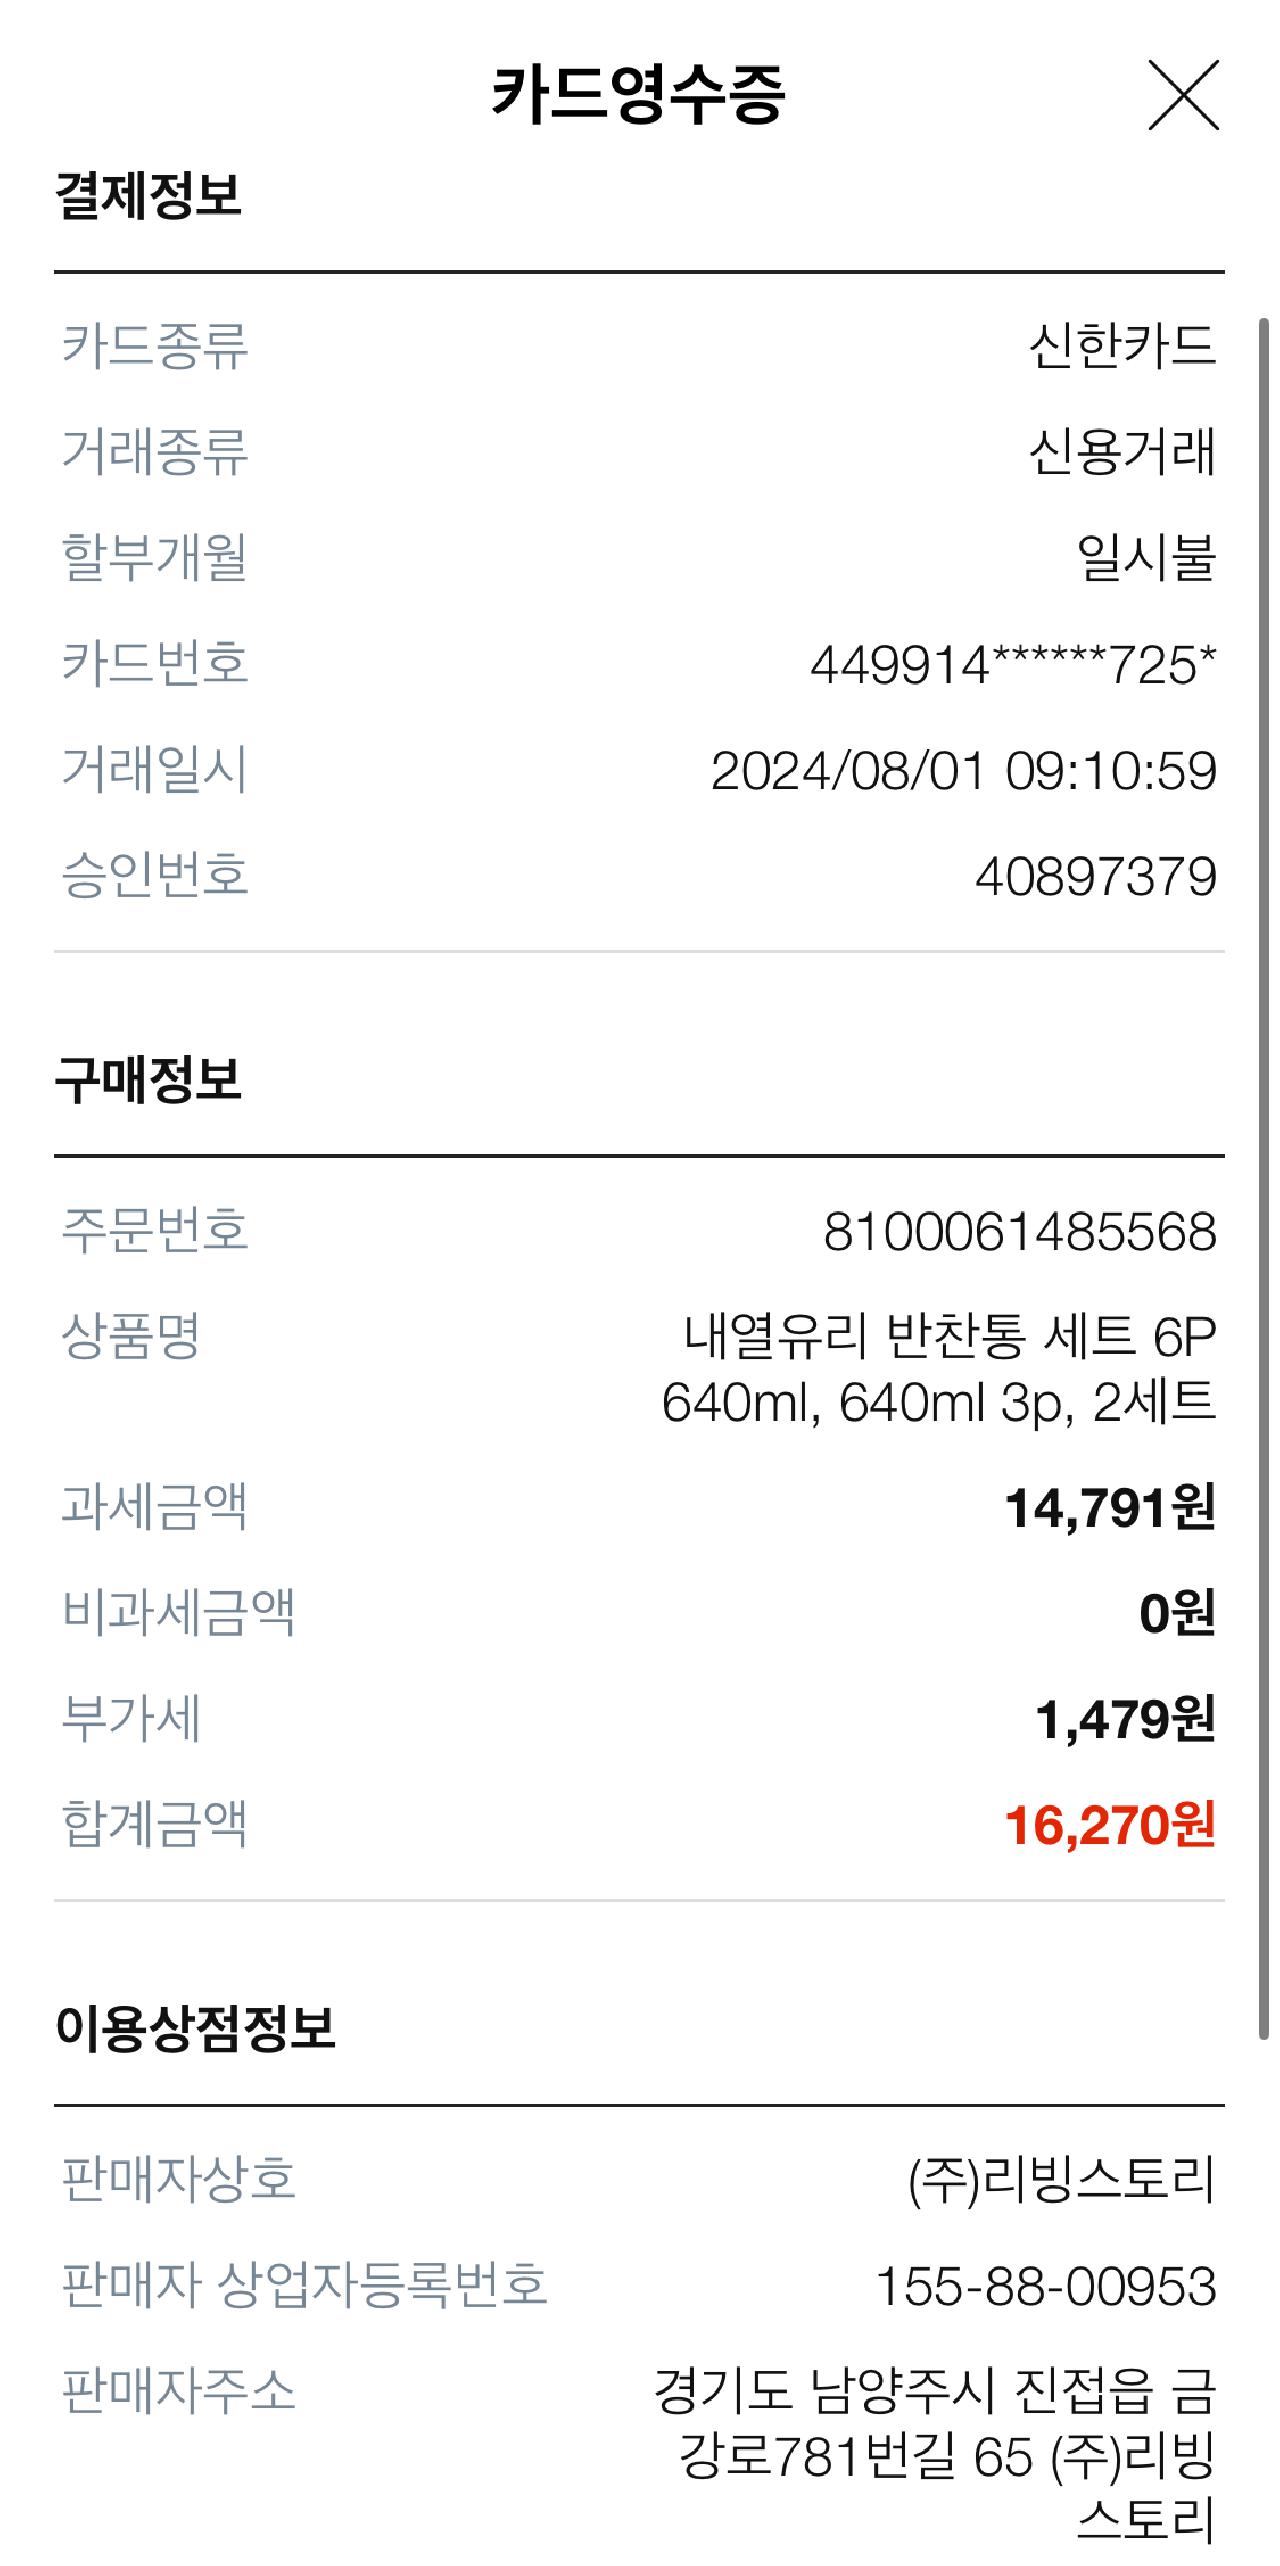 카드영수증
결제정보
카드종류 신한카드
거래종류 신용거래
할부개월 일시불
카드번호 449914******725*
거래일시 2024/08/01 09:10:59
승인번호 40897379
구매정보
주문번호 8100061485568
상품명 내열유리 반찬통 세트 6P
640ml, 640ml 3p, 2세트
과세금액 14,791원
비과세금액 0원
부가세 1,479원
합계금액 16,270원
이용상점정보
판매자상호 (주)리빙스토리
판매자 상업자등록번호 155-88-00953
판매자주소 경기도 남양주시 진접읍 금
강로781번길 65 (주)리빙
스토리